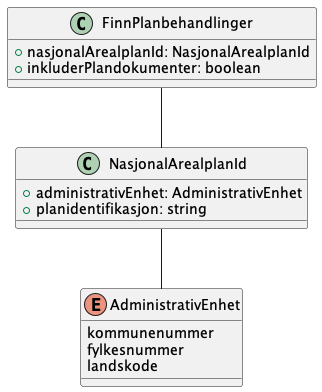 C FinnPlanbehandlinger
nasjonalArealplanId: NasjonalArealplanId
inkluderPlandokumenter: boolean
C NasjonalArealplanId
administrativEnhet: AdministrativEnhet
planidentifikasjon: string
E AdministrativEnhet
kommunenummer
fylkesnummer
landskode